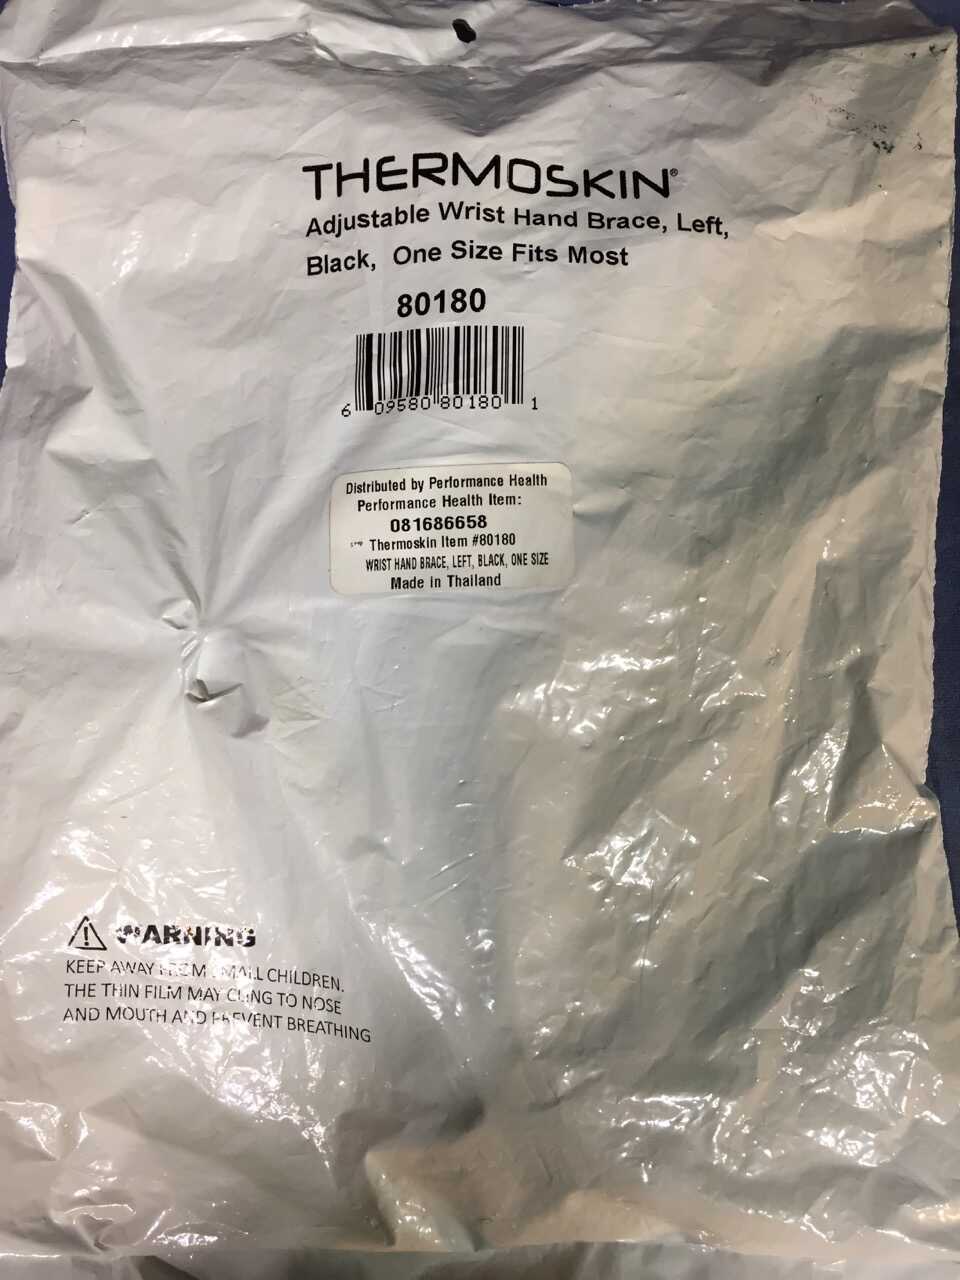 THERMOSKIN®
Adjustable Wrist Hand Brace, Left,
Black, One Size Fits Most
80180
6 09580 80180 1
Distributed by Performance Health
Performance Health Item:
081686658
Thermoskin Item #80180
WRIST HAND BRACE, LEFT, BLACK, ONE SIZE
Made in Thailand
WARNING
KEEP AWAY FROM SMALL CHILDREN.
THE THIN FILM MAY CLING TO NOSE
AND MOUTH AND PREVENT BREATHING